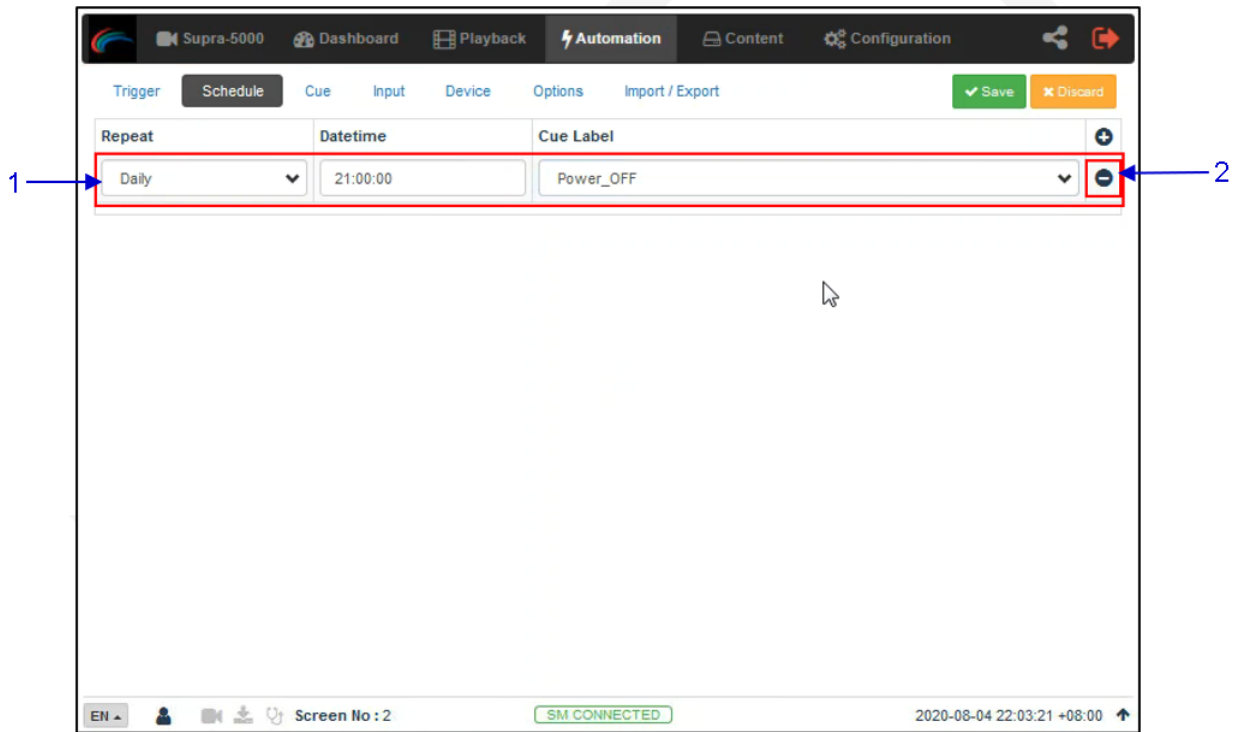 Supra-5000 Dashboard Playback Automation Content Configuration
Trigger Schedule Cue Input Device Options Import / Export Save Discard
Repeat Datetime Cue Label
1 Daily 21:00:00 Power_OFF 2
EN Screen No : 2 SM CONNECTED 2020-08-04 22:03:21 +08:00